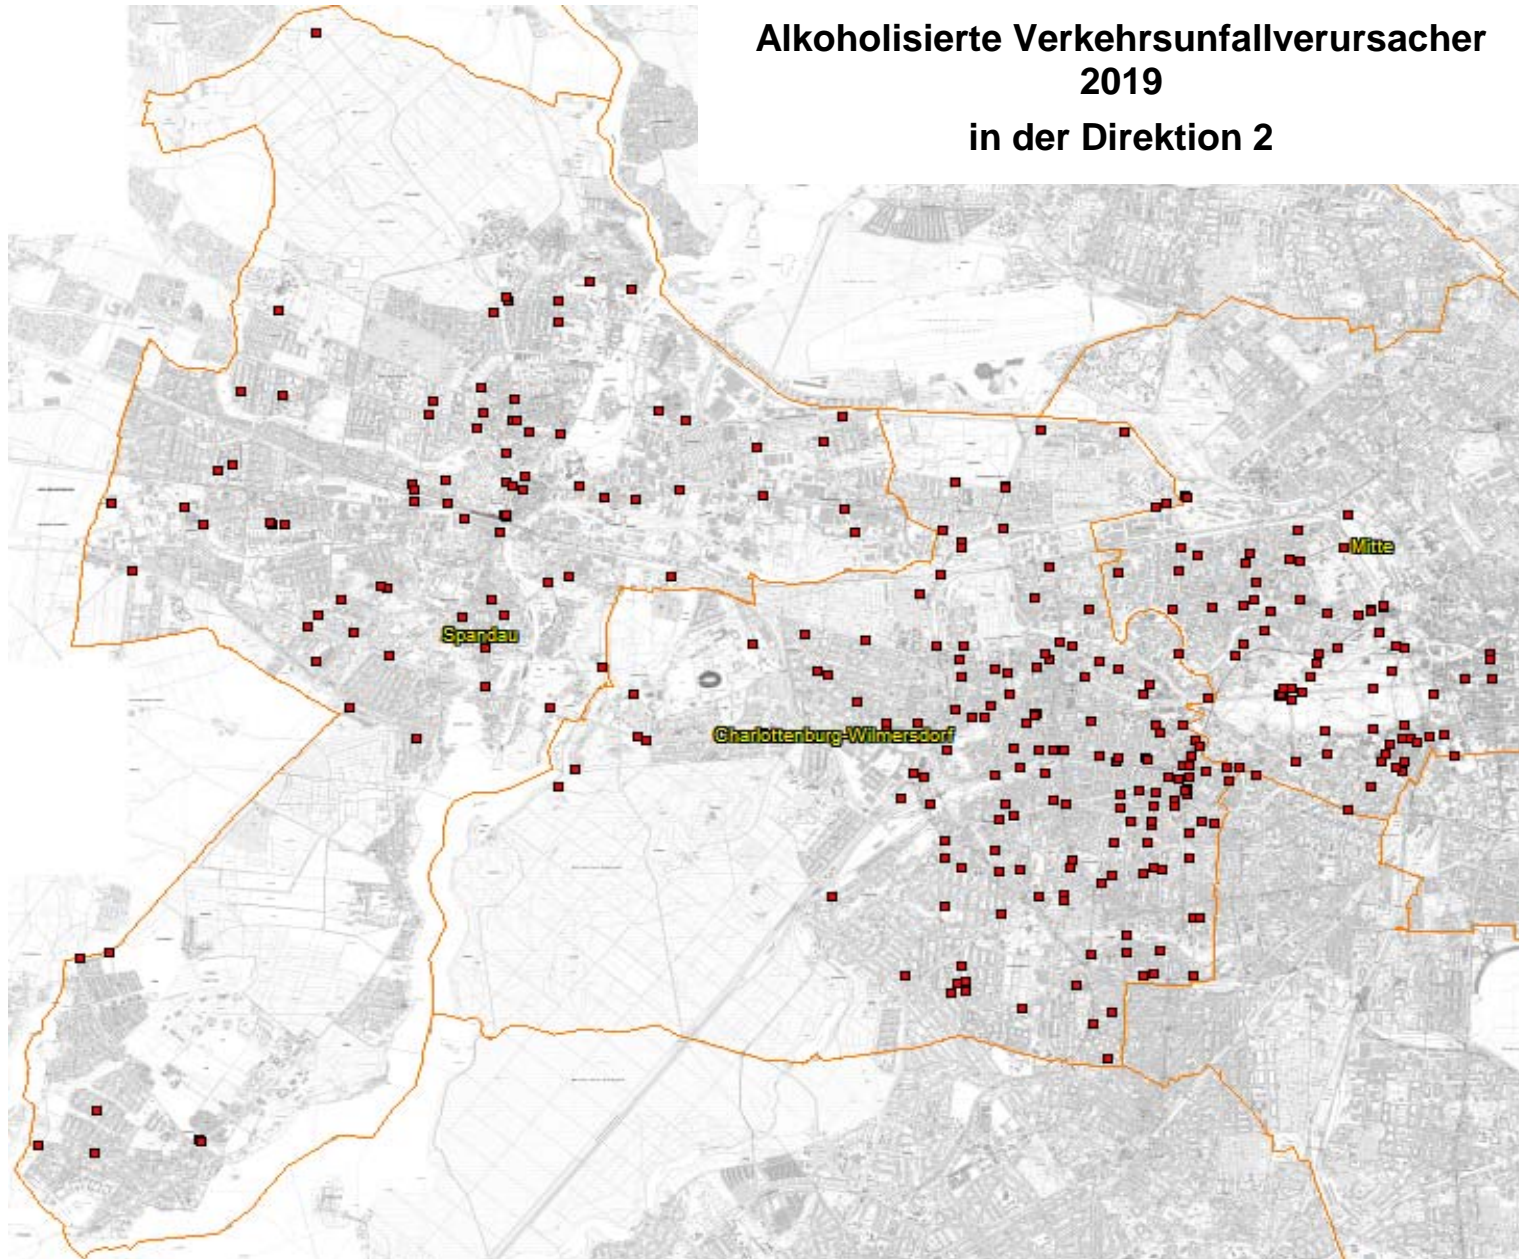 Alkoholisierte Verkehrsunfallverursacher
2019
in der Direktion 2
Mitte
Spandau
Charlottenburg-Wilmersdorf